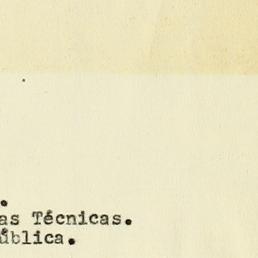 .
as Técnicas.
ública.